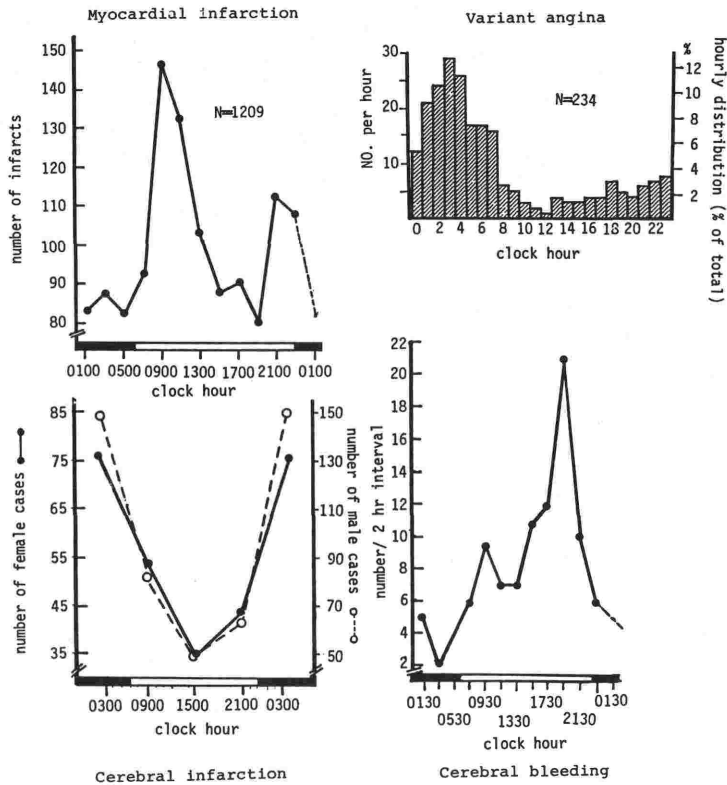 Myocardial infarction
150
140
130
120
110
100
90
80
number of infarcts
N=1209
0100 0500 0900 1300 1700 2100 0100
clock hour
Variant angina
30
20
10
NO. per hour
N=234
%
12
10
8
6
4
2
hourly distribution (% of total)
0 2 4 6 8 10 12 14 16 18 20 22
clock hour
85
75
65
55
45
35
number of female cases
150
130
110
90
70
50
number of male cases
0300 0900 1500 2100 0300
clock hour
Cerebral infarction
22
20
18
16
14
12
10
8
6
4
2
number/ 2 hr interval
0130 0930 1730 0130
0530 1330 2130
clock hour
Cerebral bleeding